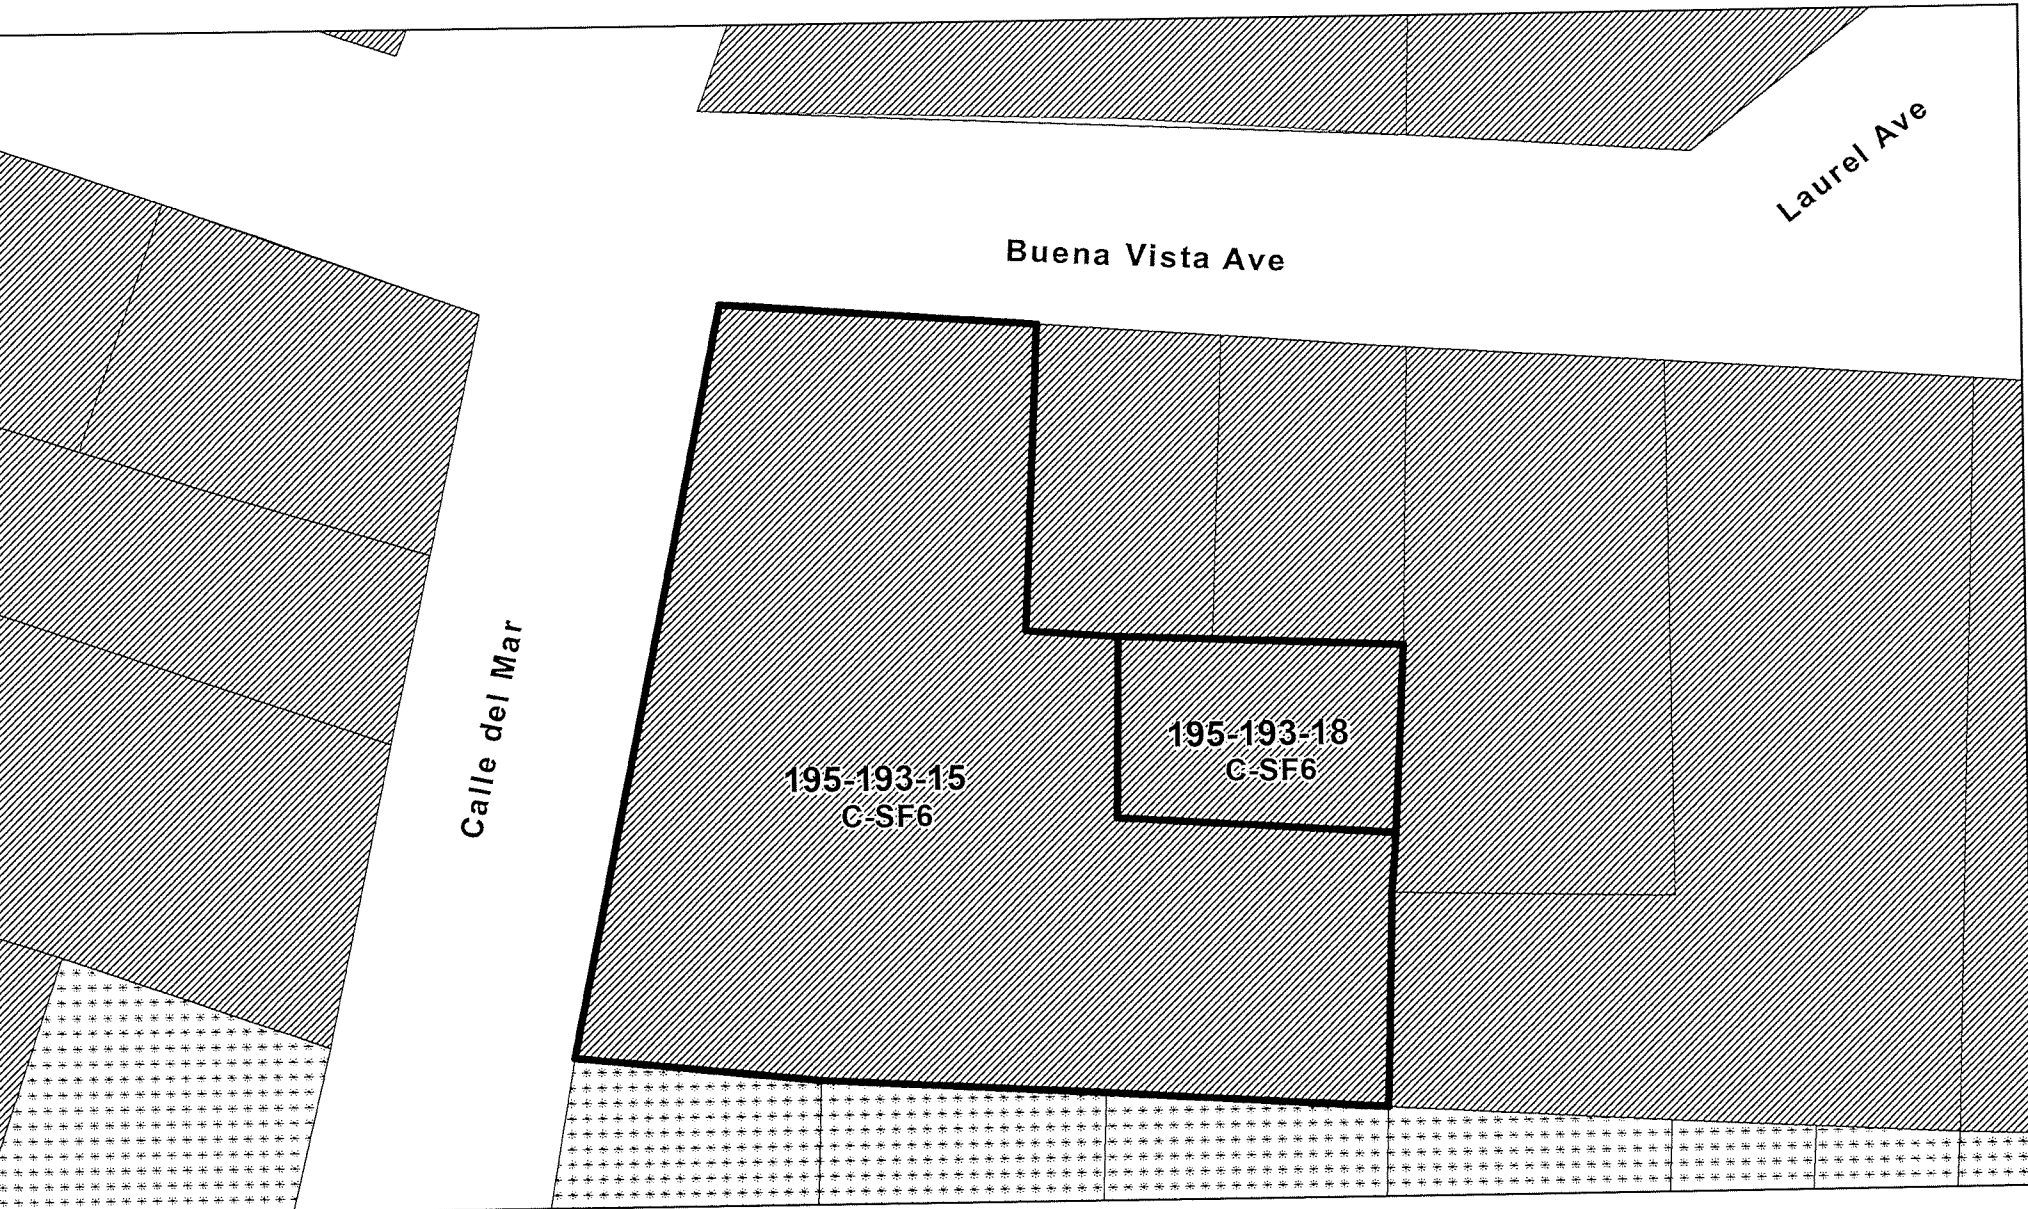 Laurel Ave
Buena Vista Ave
Calle del Mar
195-193-18
C-SF6
195-193-15
C-SF6